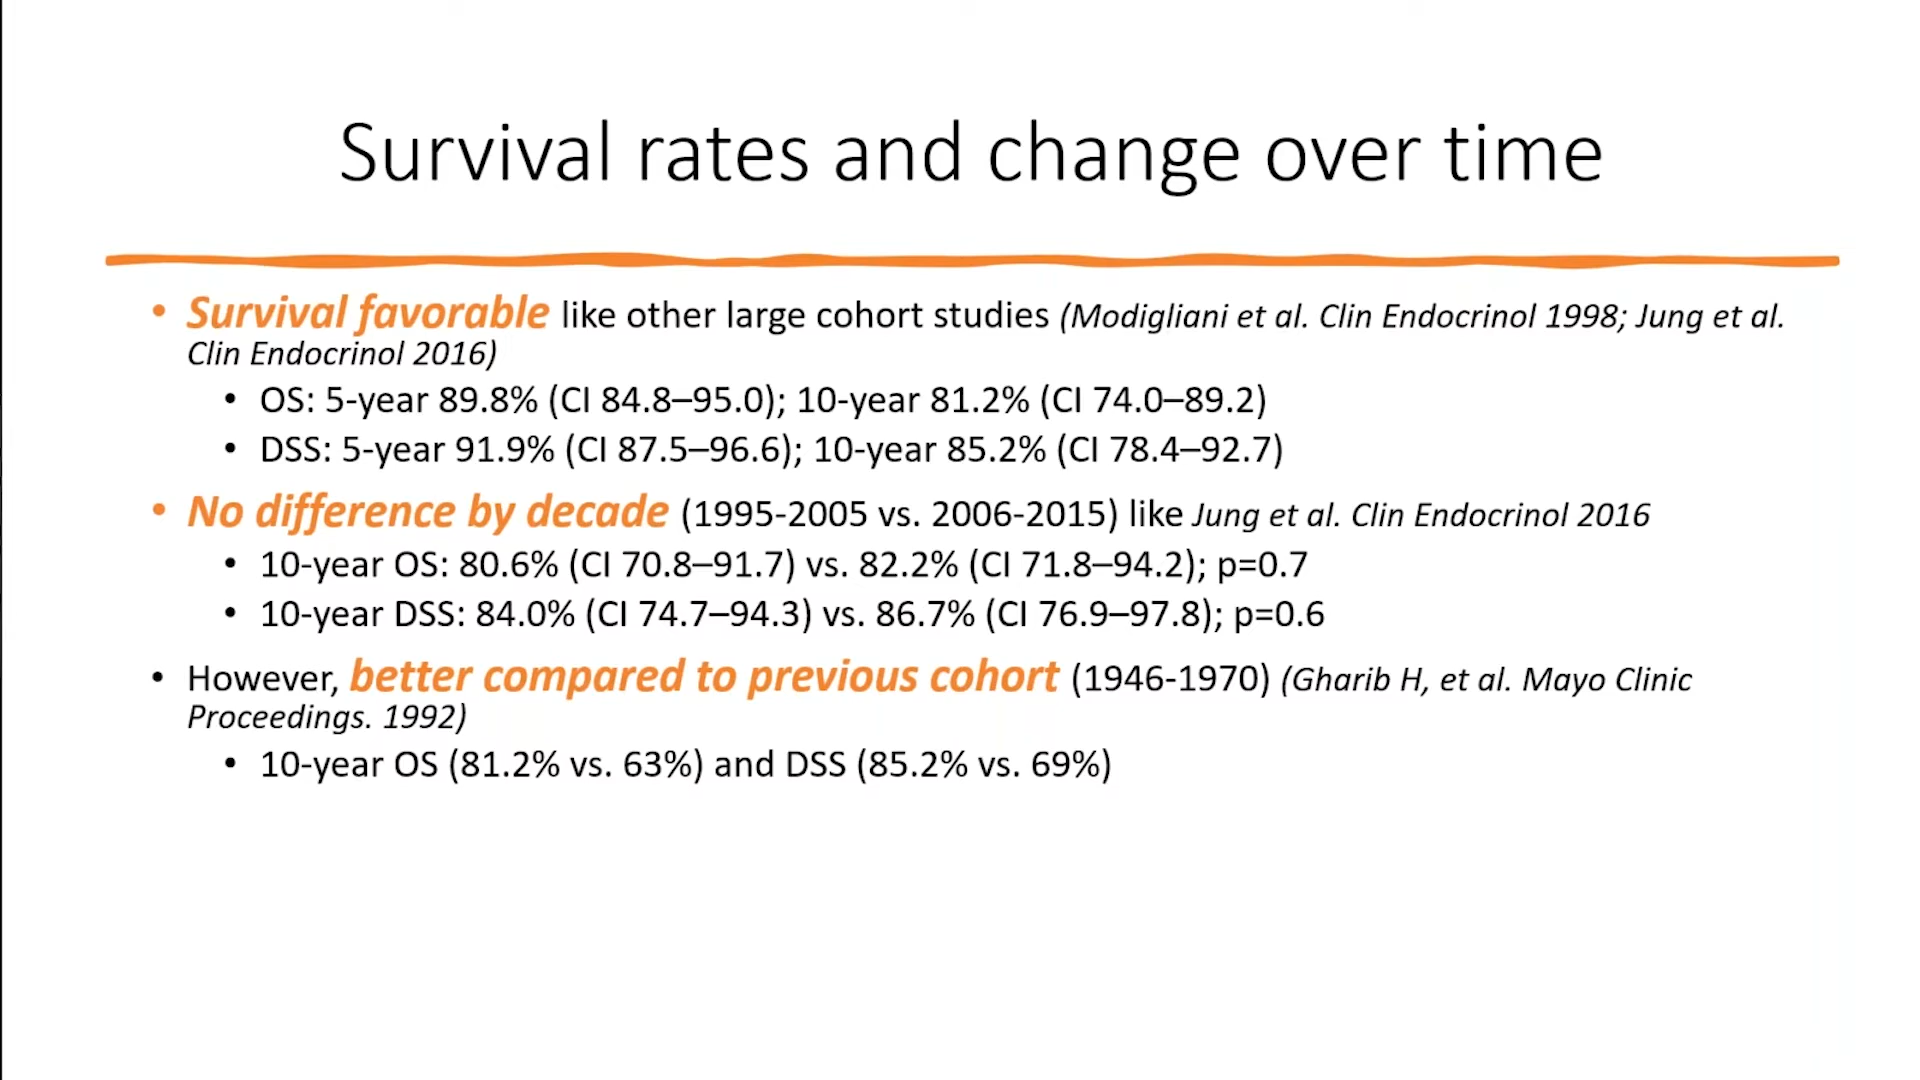 Survival rates and change over time
• Survival favorable like other large cohort studies (Modigliani et al. Clin Endocrinol 1998; Jung et al.
Clin Endocrinol 2016)
• OS: 5-year 89.8% (CI 84.8–95.0); 10-year 81.2% (CI 74.0–89.2)
• DSS: 5-year 91.9% (CI 87.5–96.6); 10-year 85.2% (CI 78.4–92.7)
• No difference by decade (1995-2005 vs. 2006-2015) like Jung et al. Clin Endocrinol 2016
• 10-year OS: 80.6% (CI 70.8–91.7) vs. 82.2% (CI 71.8–94.2); p=0.7
• 10-year DSS: 84.0% (CI 74.7–94.3) vs. 86.7% (CI 76.9–97.8); p=0.6
• However, better compared to previous cohort (1946-1970) (Gharib H, et al. Mayo Clinic
Proceedings. 1992)
• 10-year OS (81.2% vs. 63%) and DSS (85.2% vs. 69%)